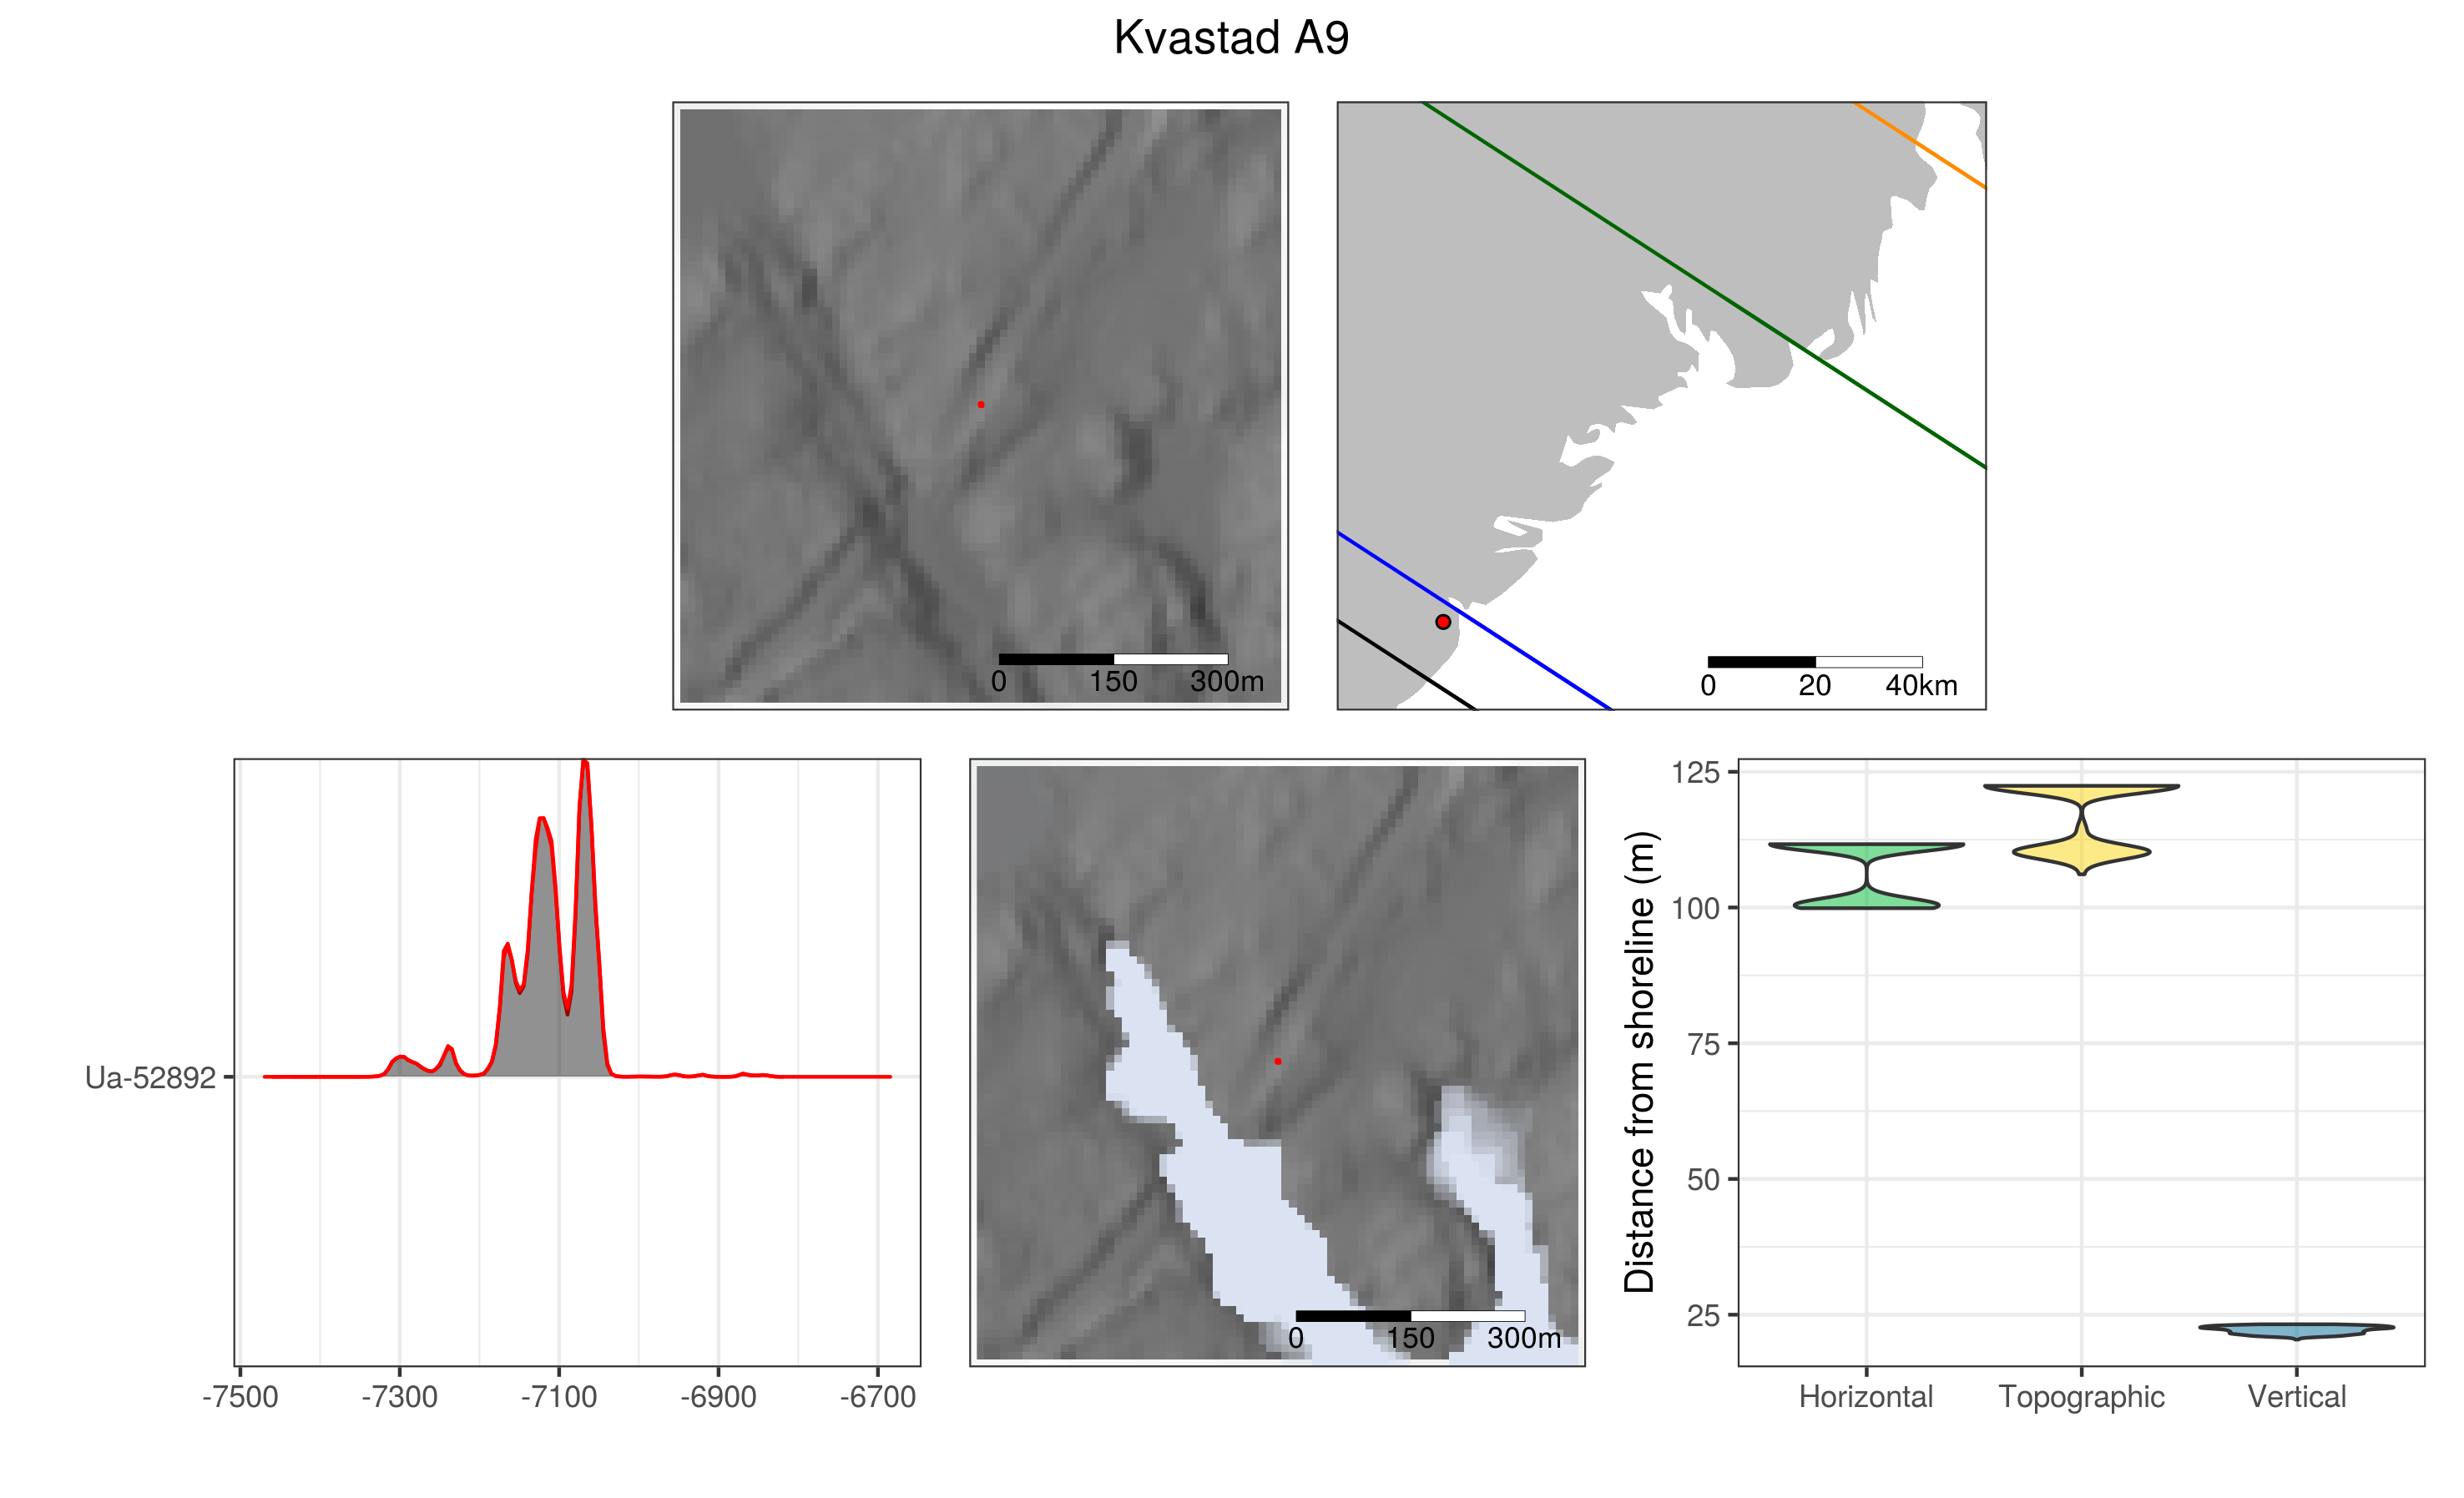 Kvastad A9
0 150 300m
0 20 40km
Ua-52892
-7500 -7300 -7100 -6900 -6700
0 150 300m
Distance from shoreline (m)
125
100
75
50
25
Horizontal Topographic Vertical